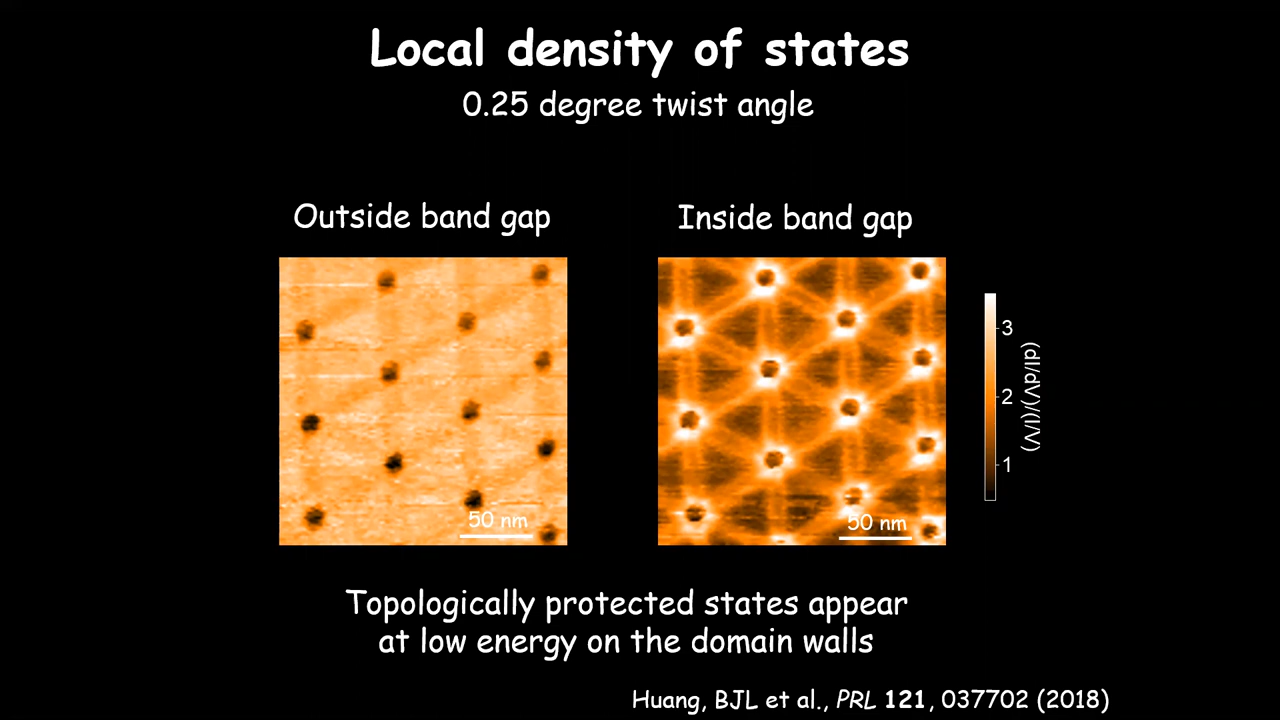 Local density of states
0.25 degree twist angle
Outside band gap
Inside band gap
50 nm
50 nm
3
2
1
(dI/dV)/(I/V)
Topologically protected states appear
at low energy on the domain walls
Huang, BJL et al., PRL 121, 037702 (2018)